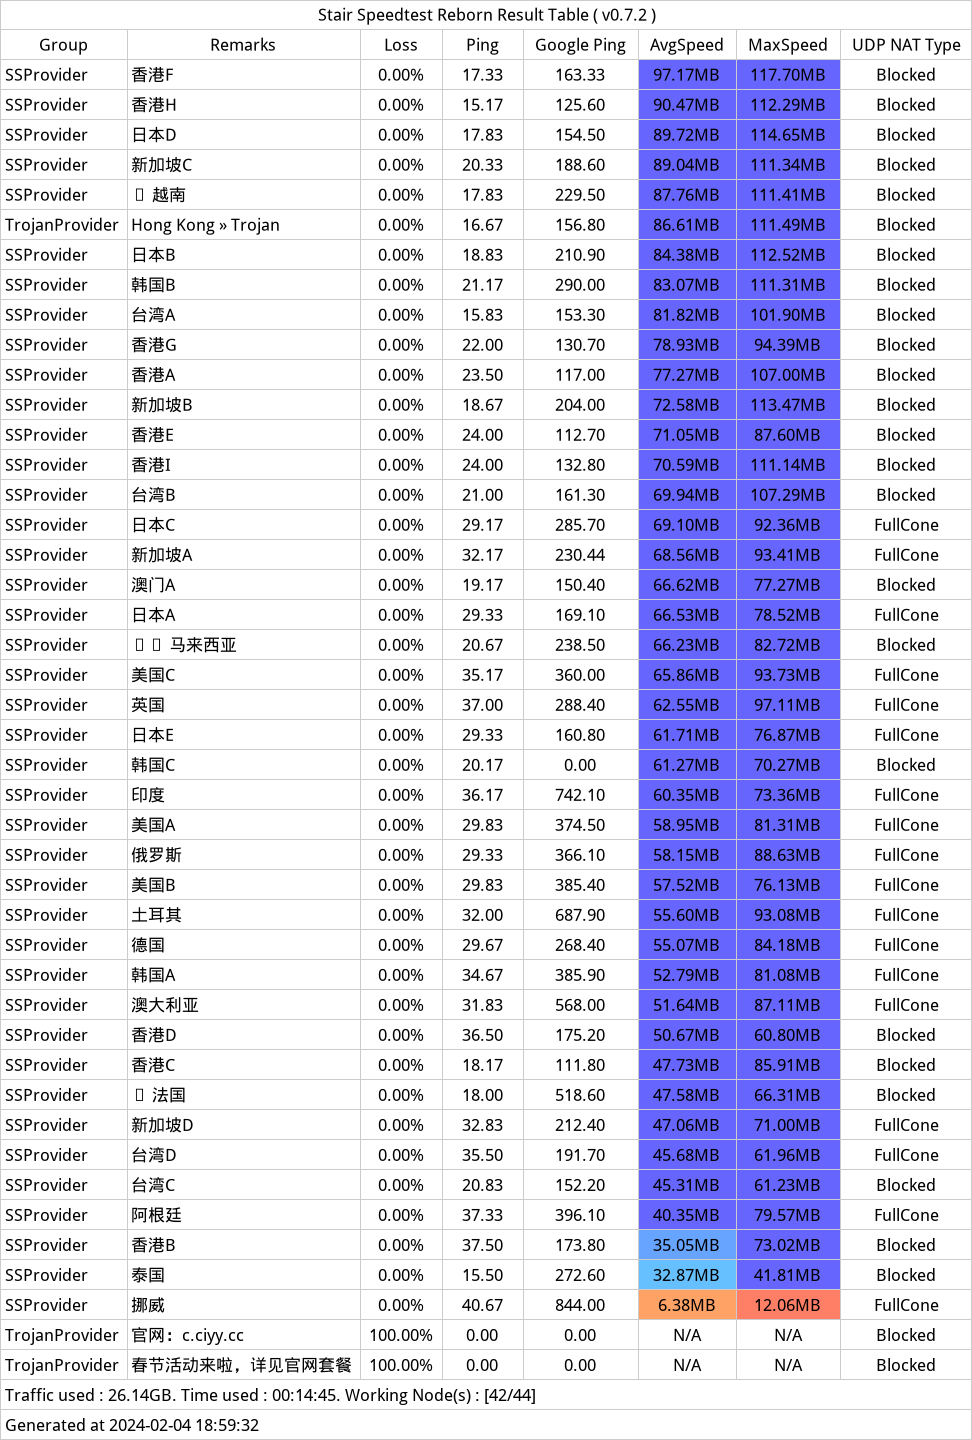 Stair Speedtest Reborn Result Table ( v0.7.2 )
Group Remarks Loss Ping Google Ping AvgSpeed MaxSpeed UDP NAT Type
SSProvider 香港F 0.00% 17.33 163.33 97.17MB 117.70MB Blocked
SSProvider 香港H 0.00% 15.17 125.60 90.47MB 112.29MB Blocked
SSProvider 日本D 0.00% 17.83 154.50 89.72MB 114.65MB Blocked
SSProvider 新加坡C 0.00% 20.33 188.60 89.04MB 111.34MB Blocked
SSProvider 越南 0.00% 17.83 229.50 87.76MB 111.41MB Blocked
TrojanProvider Hong Kong » Trojan 0.00% 16.67 156.80 86.61MB 111.49MB Blocked
SSProvider 日本B 0.00% 18.83 210.90 84.38MB 112.52MB Blocked
SSProvider 韩国B 0.00% 21.17 290.00 83.07MB 111.31MB Blocked
SSProvider 台湾A 0.00% 15.83 153.30 81.82MB 101.90MB Blocked
SSProvider 香港G 0.00% 22.00 130.70 78.93MB 94.39MB Blocked
SSProvider 香港A 0.00% 23.50 117.00 77.27MB 107.00MB Blocked
SSProvider 新加坡B 0.00% 18.67 204.00 72.58MB 113.47MB Blocked
SSProvider 香港E 0.00% 24.00 112.70 71.05MB 87.60MB Blocked
SSProvider 香港I 0.00% 24.00 132.80 70.59MB 111.14MB Blocked
SSProvider 台湾B 0.00% 21.00 161.30 69.94MB 107.29MB Blocked
SSProvider 日本C 0.00% 29.17 285.70 69.10MB 92.36MB FullCone
SSProvider 新加坡A 0.00% 32.17 230.44 68.56MB 93.41MB FullCone
SSProvider 澳门A 0.00% 19.17 150.40 66.62MB 77.27MB Blocked
SSProvider 日本A 0.00% 29.33 169.10 66.53MB 78.52MB FullCone
SSProvider 马来西亚 0.00% 20.67 238.50 66.23MB 82.72MB Blocked
SSProvider 美国C 0.00% 35.17 360.00 65.86MB 93.73MB FullCone
SSProvider 英国 0.00% 37.00 288.40 62.55MB 97.11MB FullCone
SSProvider 日本E 0.00% 29.33 160.80 61.71MB 76.87MB FullCone
SSProvider 韩国C 0.00% 20.17 0.00 61.27MB 70.27MB Blocked
SSProvider 印度 0.00% 36.17 742.10 60.35MB 73.36MB FullCone
SSProvider 美国A 0.00% 29.83 374.50 58.95MB 81.31MB FullCone
SSProvider 俄罗斯 0.00% 29.33 366.10 58.15MB 88.63MB FullCone
SSProvider 美国B 0.00% 29.83 385.40 57.52MB 76.13MB FullCone
SSProvider 土耳其 0.00% 32.00 687.90 55.60MB 93.08MB FullCone
SSProvider 德国 0.00% 29.67 268.40 55.07MB 84.18MB FullCone
SSProvider 韩国A 0.00% 34.67 385.90 52.79MB 81.08MB FullCone
SSProvider 澳大利亚 0.00% 31.83 568.00 51.64MB 87.11MB FullCone
SSProvider 香港D 0.00% 36.50 175.20 50.67MB 60.80MB Blocked
SSProvider 香港C 0.00% 18.17 111.80 47.73MB 85.91MB Blocked
SSProvider 法国 0.00% 18.00 518.60 47.58MB 66.31MB Blocked
SSProvider 新加坡D 0.00% 32.83 212.40 47.06MB 71.00MB FullCone
SSProvider 台湾D 0.00% 35.50 191.70 45.68MB 61.96MB FullCone
SSProvider 台湾C 0.00% 20.83 152.20 45.31MB 61.23MB Blocked
SSProvider 阿根廷 0.00% 37.33 396.10 40.35MB 79.57MB FullCone
SSProvider 香港B 0.00% 37.50 173.80 35.05MB 73.02MB Blocked
SSProvider 泰国 0.00% 15.50 272.60 32.87MB 41.81MB Blocked
SSProvider 挪威 0.00% 40.67 844.00 6.38MB 12.06MB FullCone
TrojanProvider 官网：c.ciyy.cc 100.00% 0.00 0.00 N/A N/A Blocked
TrojanProvider 春节活动来啦，详见官网套餐 100.00% 0.00 0.00 N/A N/A Blocked
Traffic used : 26.14GB. Time used : 00:14:45. Working Node(s) : [42/44]
Generated at 2024-02-04 18:59:32